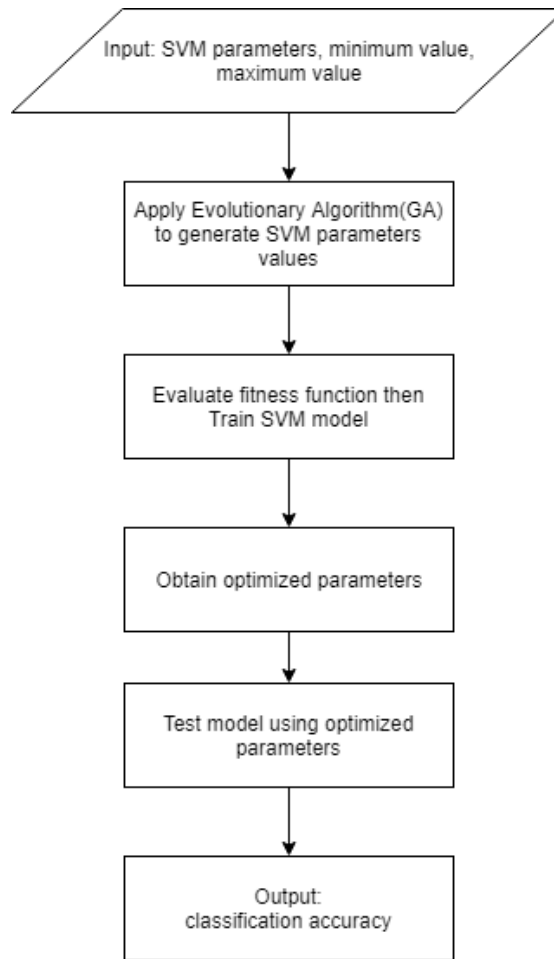 Input: SVM parameters, minimum value,
maximum value
Apply Evolutionary Algorithm(GA)
to generate SVM parameters
values
Evaluate fitness function then
Train SVM model
Obtain optimized parameters
Test model using optimized
parameters
Output:
classification accuracy